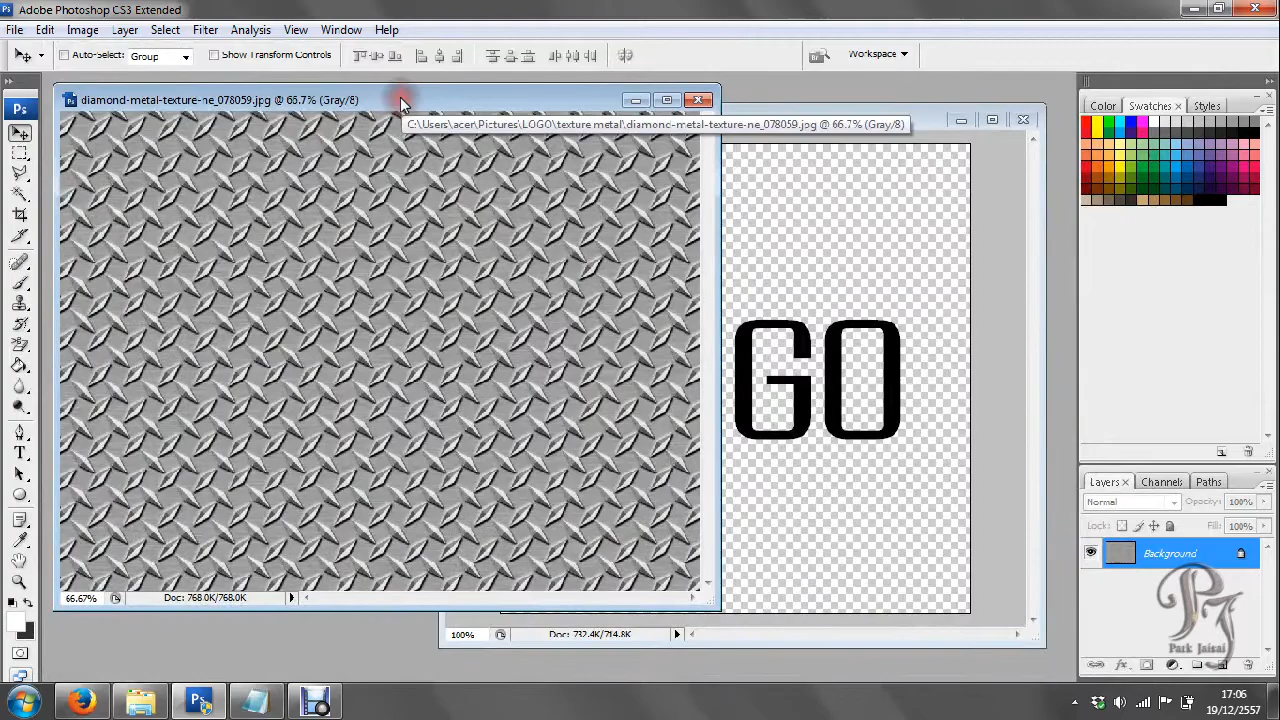 Adobe Photoshop CS3 Extended
File Edit Image Layer Select Filter Analysis View Window Help
Auto-Select: Group Show Transform Controls Workspace
Ps
diamond-metal-texture-ne_078059.jpg @ 66.7% (Gray/8)
C:\Users\acer\Pictures\LOGO\texture metal\diamond-metal-texture-ne_078059.jpg @ 66.7% (Gray/8)
Color Swatches Styles
GO
Layers Channels Paths
Normal Opacity: 100%
Lock: Fill: 100%
Background
66.67% Doc: 768.0K/768.0K
100% Doc: 732.4K/714.8K
Park Jaisai
17:06
19/12/2557